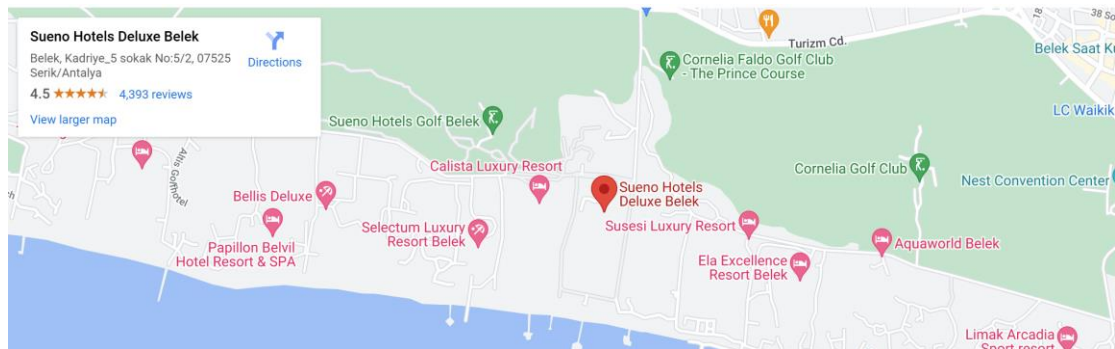 Sueno Hotels Deluxe Belek
Belek, Kadriye_5 sokak No:5/2, 07525
Serik/Antalya
Directions
4.5
4,393 reviews
View larger map
Turizm Cd.
38 So
Belek Saat Ku
Cornelia Faldo Golf Club
- The Prince Course
LC Waikik
Sueno Hotels Golf Belek
Altis Golfhotel
Calista Luxury Resort
Cornelia Golf Club
Nest Convention Center
Bellis Deluxe
Sueno Hotels
Deluxe Belek
Selectum Luxury
Resort Belek
Susesi Luxury Resort
Papillon Belvil
Hotel Resort & SPA
Aquaworld Belek
Ela Excellence
Resort Belek
Limak Arcadia
Sport resort